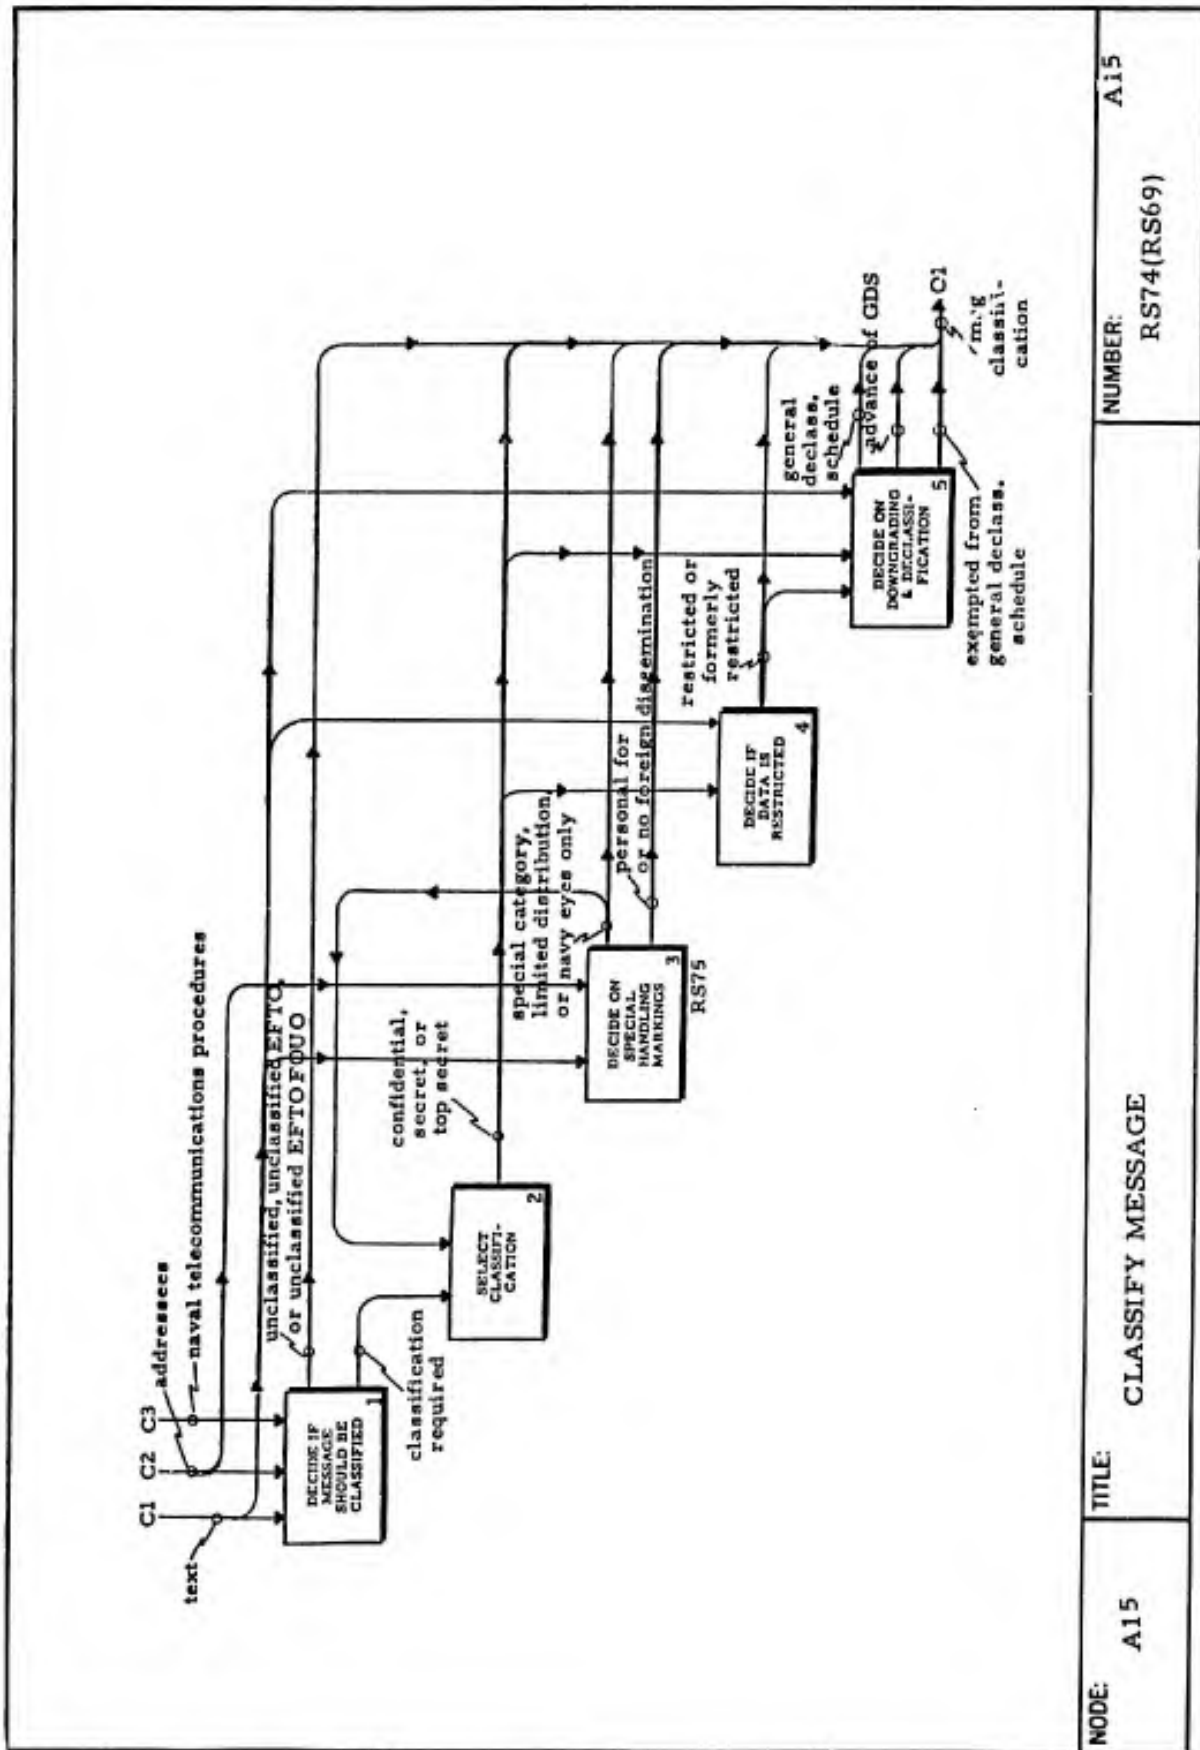 C1
C2
C3
text
addressees
naval telecommunications procedures
DECIDE IF
MESSAGE
SHOULD BE
CLASSIFIED
1
unclassified, unclassified EFTO,
or unclassified EFTO FOUO
classification
required
SELECT
CLASSIFI-
CATION
2
confidential,
secret, or
top secret
DECIDE ON
SPECIAL
HANDLING
MARKINGS
3
RS75
special category,
limited distribution,
or navy eyes only
personal for
or no foreign dissemination
DECIDE IF
DATA IS
RESTRICTED
4
restricted or
formerly
restricted
DECIDE ON
DOWNGRADING
& DECLASSI-
FICATION
5
general
declass.
schedule
advance of GDS
exempted from
general declass.
schedule
O1
classifi-
cation
NODE:
A15
TITLE:
CLASSIFY MESSAGE
NUMBER:
A15
RS74(RS69)